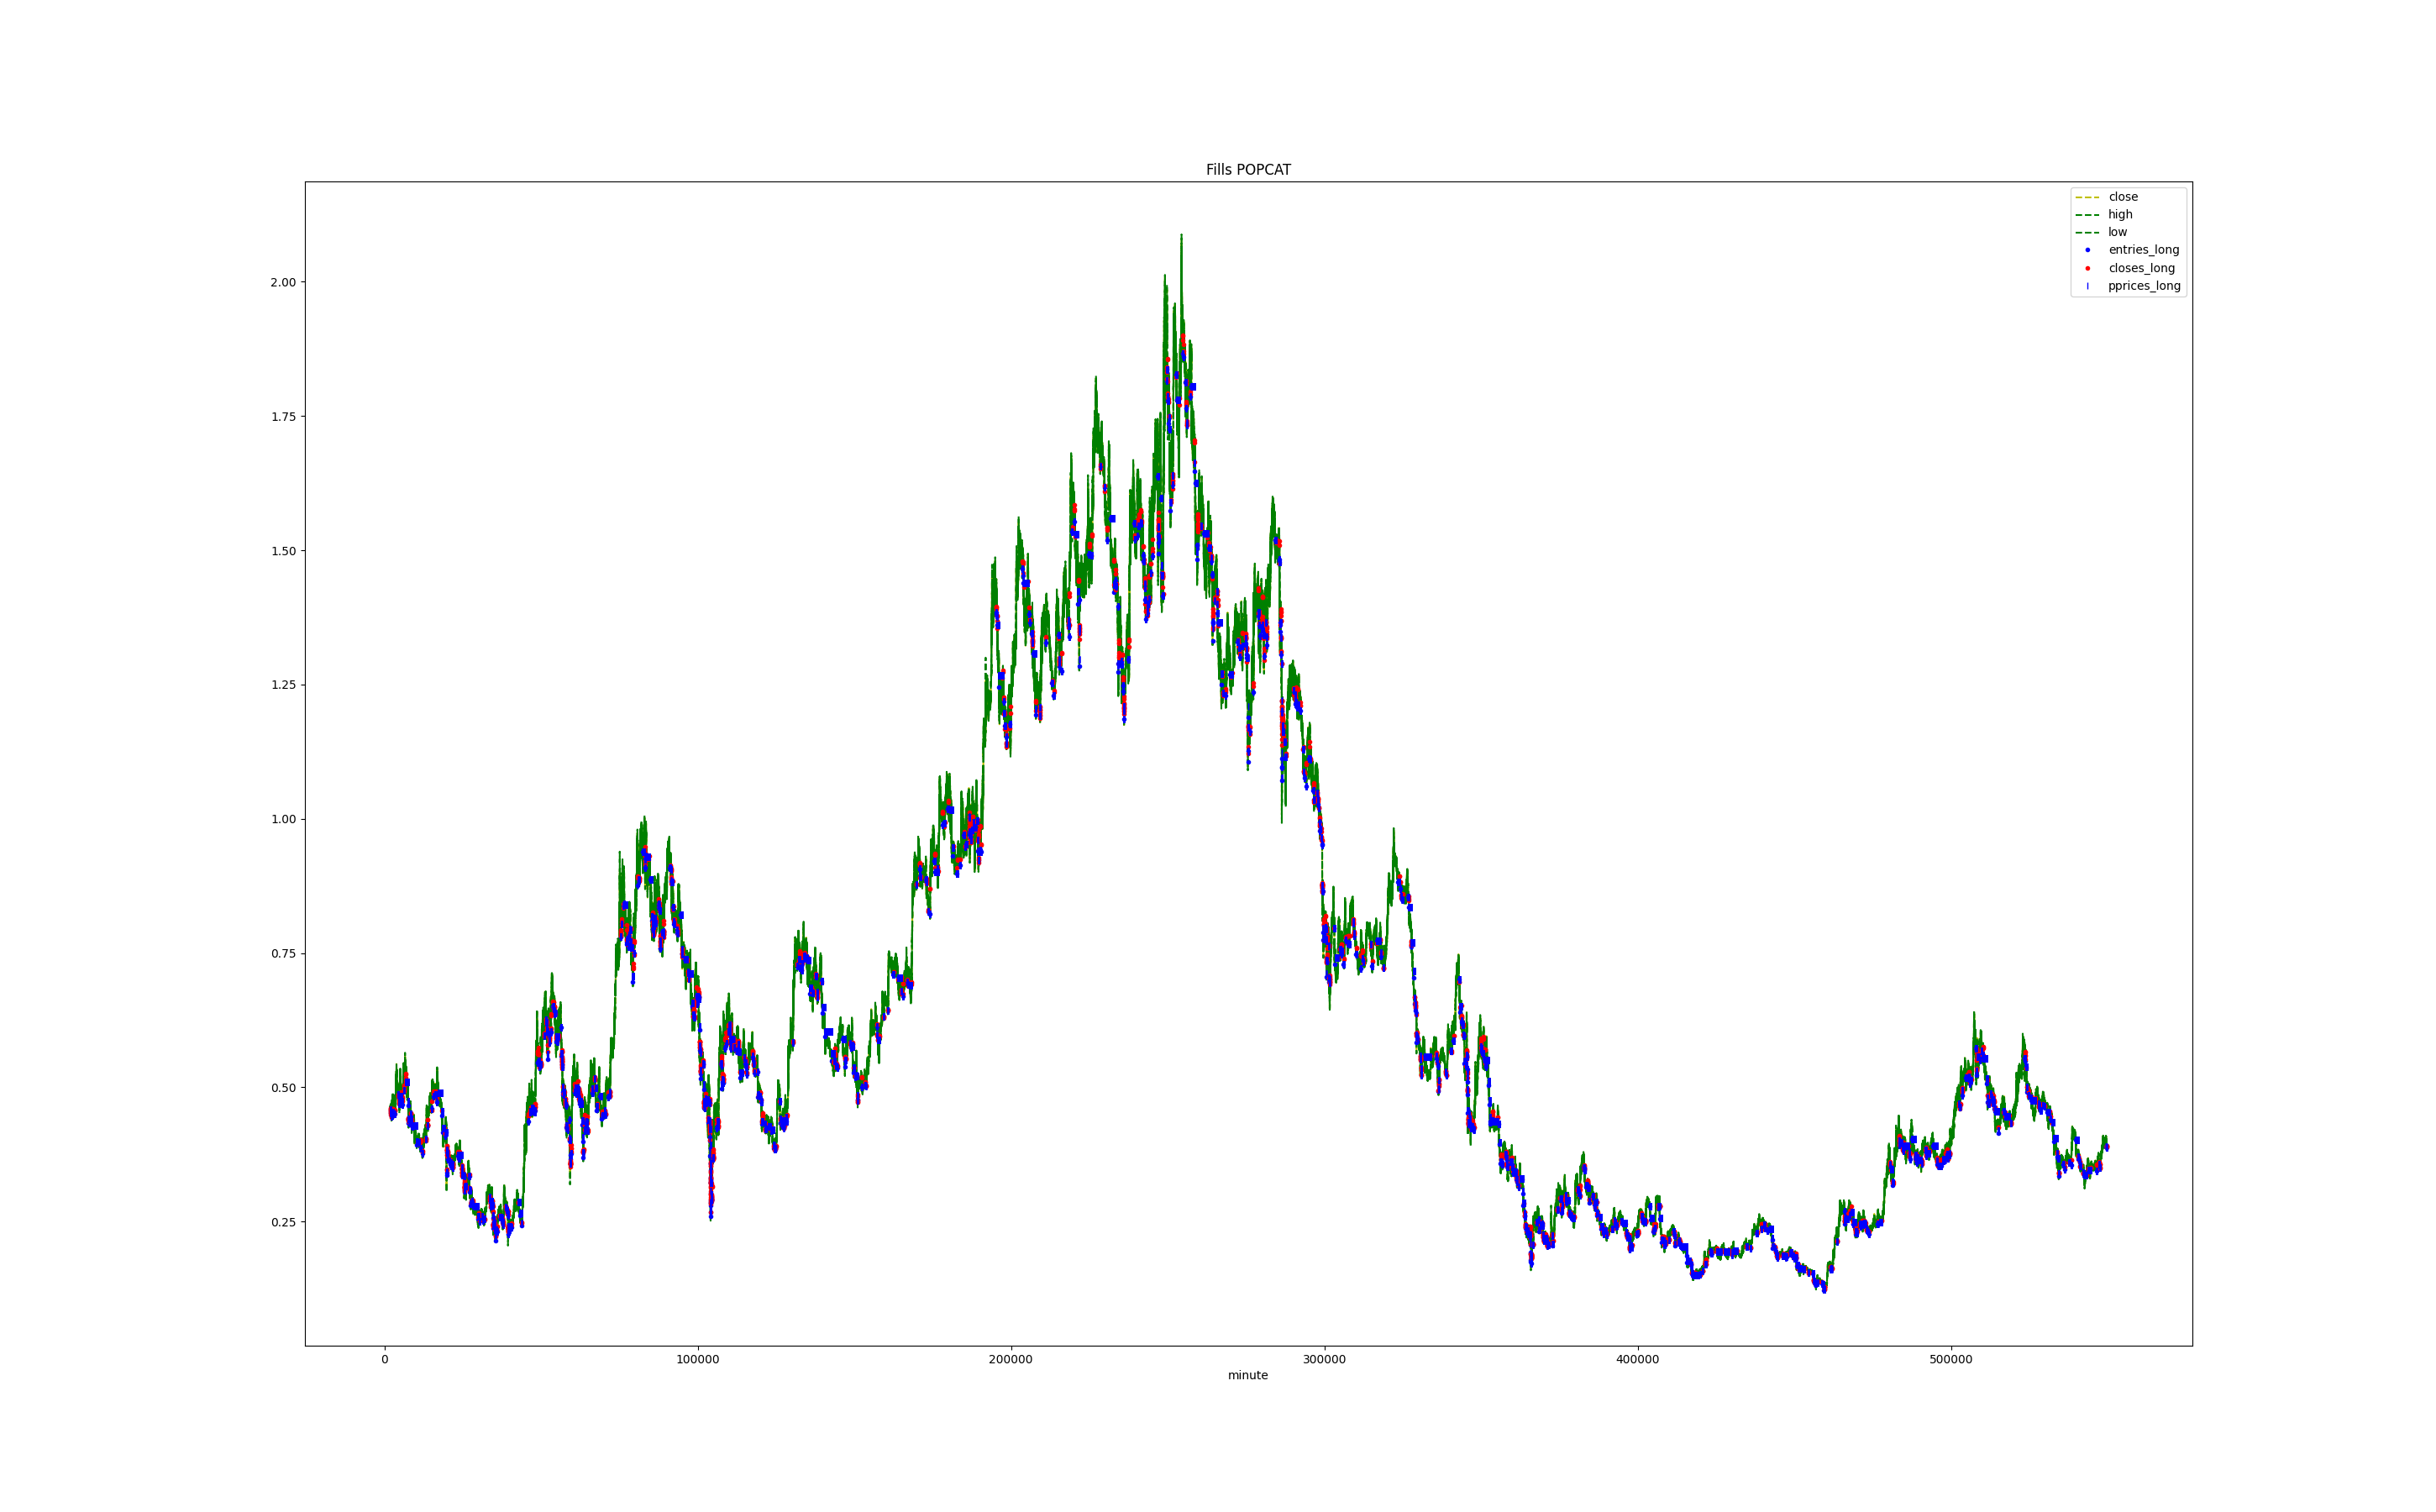 Fills POPCAT
close
high
low
entries_long
closes_long
pprices_long
2.00
1.75
1.50
1.25
1.00
0.75
0.50
0.25
0 100000 200000 300000 400000 500000
minute